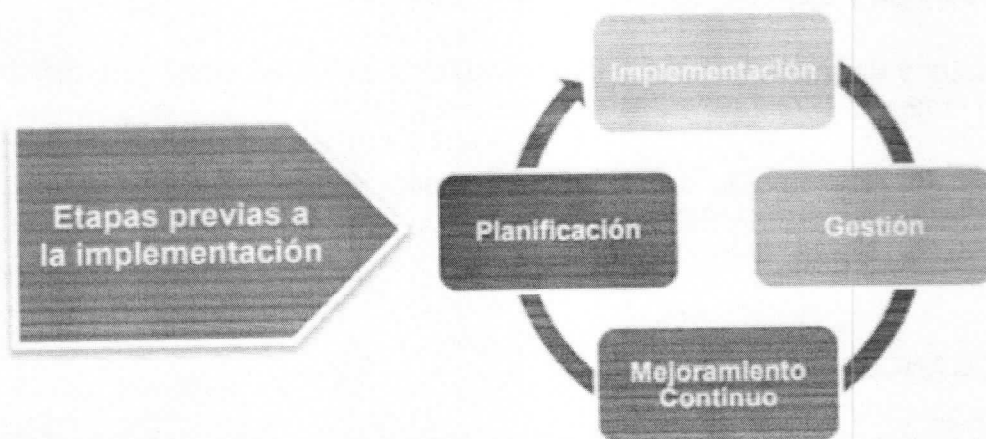 Etapas previas a
la implementación
Implementación
Planificación
Gestión
Mejoramiento
Continuo